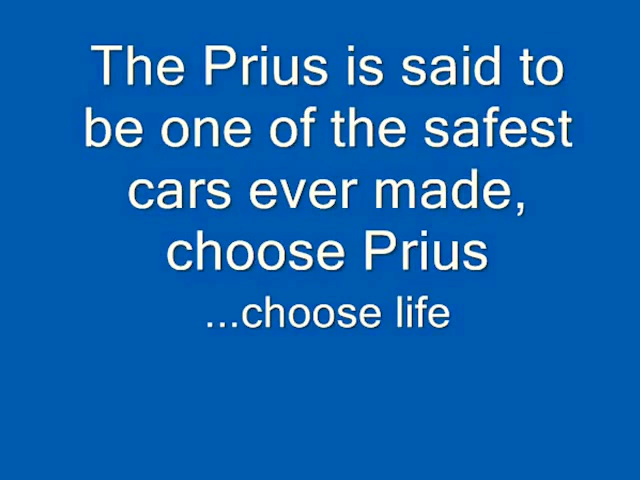 The Prius is said to
be one of the safest
cars ever made,
choose Prius
...choose life